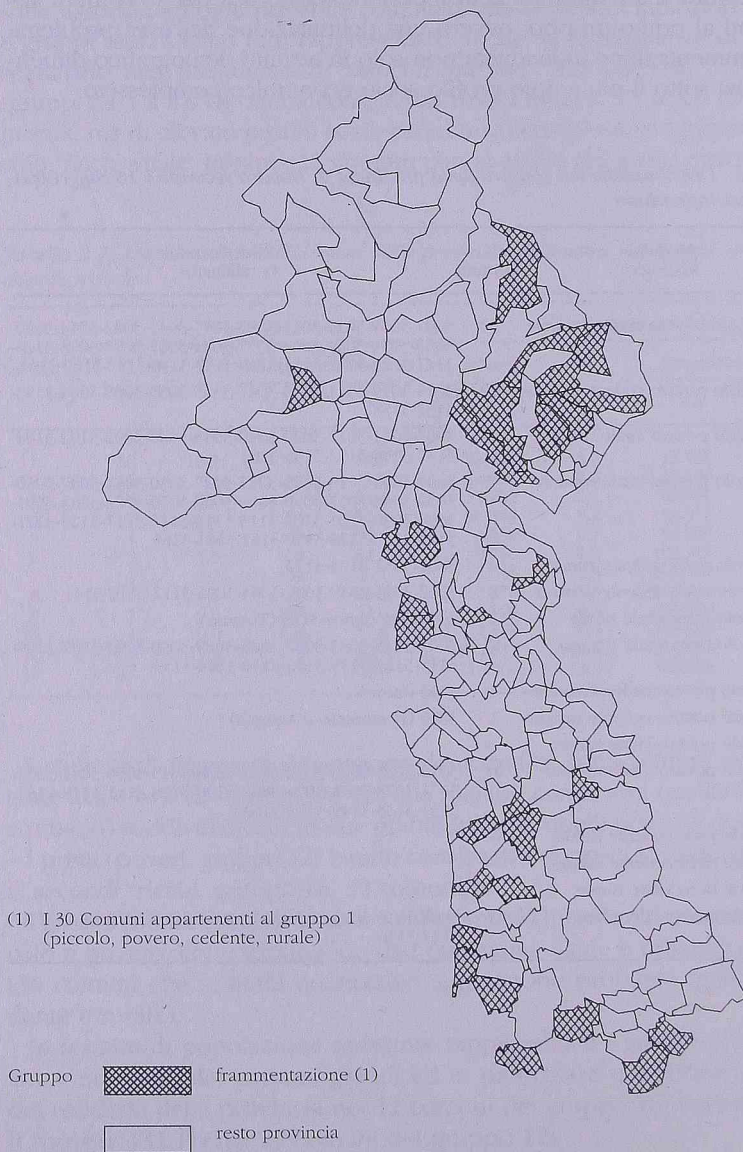 (1) I 30 Comuni appartenenti al gruppo 1
(piccolo, povero, cedente, rurale)
Gruppo frammentazione (1)
resto provincia